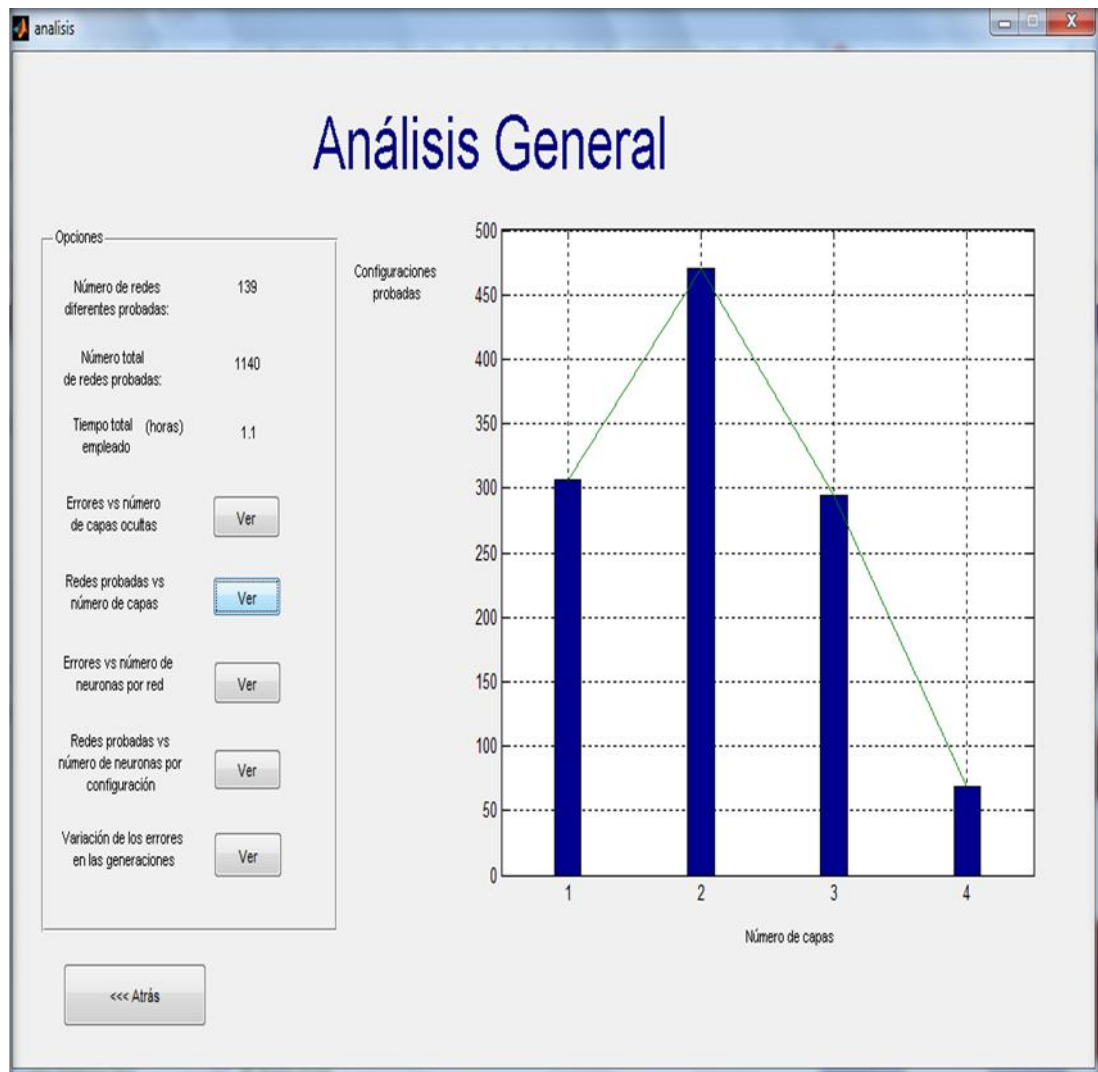 analisis
Análisis General
Opciones
Número de redes
diferentes probadas:
139
Número total
de redes probadas:
1140
Tiempo total (horas)
empleado
1.1
Errores vs número
de capas ocultas
Ver
Redes probadas vs
número de capas
Ver
Errores vs número de
neuronas por red
Ver
Redes probadas vs
número de neuronas por
configuración
Ver
Variación de los errores
en las generaciones
Ver
<<< Atrás
Configuraciones
probadas
500
450
400
350
300
250
200
150
100
50
0
1 2 3 4
Número de capas